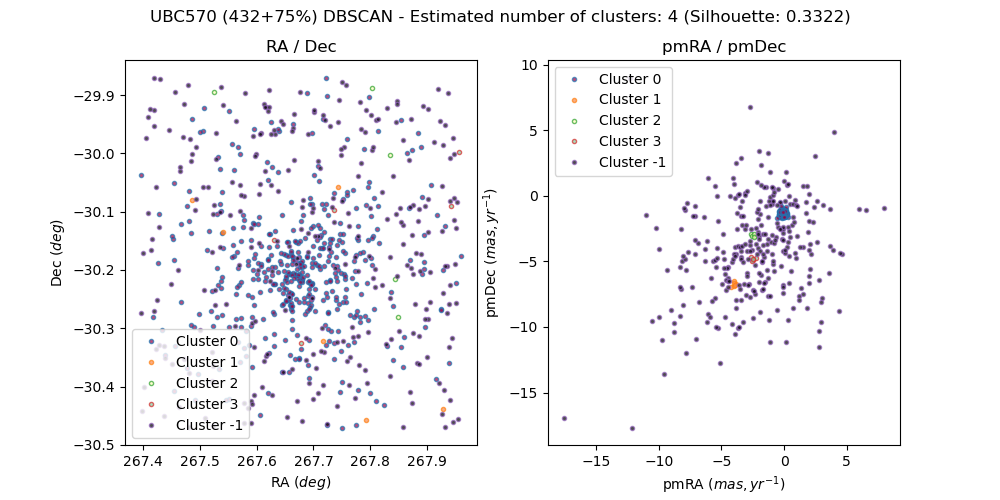 UBC570 (432+75%) DBSCAN - Estimated number of clusters: 4 (Silhouette: 0.3322)
RA / Dec
Dec (deg)
−29.9
−30.0
−30.1
−30.2
−30.3
−30.4
−30.5
Cluster 0
Cluster 1
Cluster 2
Cluster 3
Cluster -1
267.4 267.5 267.6 267.7 267.8 267.9
RA (deg)
pmRA / pmDec
pmDec (mas, yr⁻¹)
10
5
0
−5
−10
−15
Cluster 0
Cluster 1
Cluster 2
Cluster 3
Cluster -1
−15 −10 −5 0 5
pmRA (mas, yr⁻¹)